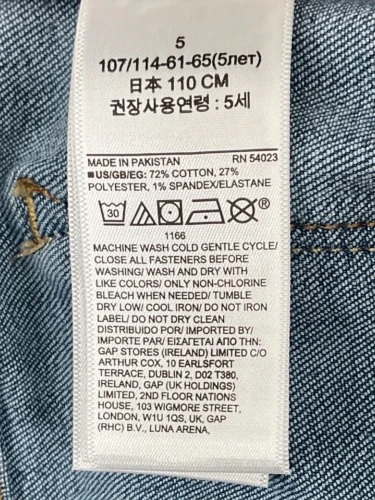 5
107/114-61-65(5лет)
日本 110 CM
권장사용연령 : 5세
MADE IN PAKISTAN RN 54023
■US/GB/EG: 72% COTTON, 27%
POLYESTER, 1% SPANDEX/ELASTANE
30 ®
1166
MACHINE WASH COLD GENTLE CYCLE/
CLOSE ALL FASTENERS BEFORE
WASHING/ WASH AND DRY WITH
LIKE COLORS/ ONLY NON-CHLORINE
BLEACH WHEN NEEDED/ TUMBLE
DRY LOW/ COOL IRON/ DO NOT IRON
LABEL/ DO NOT DRY CLEAN
DISTRIBUIDO POR/ IMPORTED BY/
IMPORTE PAR/ ΕΙΣΑΓΕΤΑΙ ΑΠΟ ΤΗΝ:
GAP STORES (IRELAND) LIMITED C/O
ARTHUR COX, 10 EARLSFORT
TERRACE, DUBLIN 2, D02 T380,
IRELAND, GAP (UK HOLDINGS)
LIMITED, 2ND FLOOR NATIONS
HOUSE, 103 WIGMORE STREET,
LONDON, W1U 1QS, UK, GAP
(RHC) B.V., LUNA ARENA,